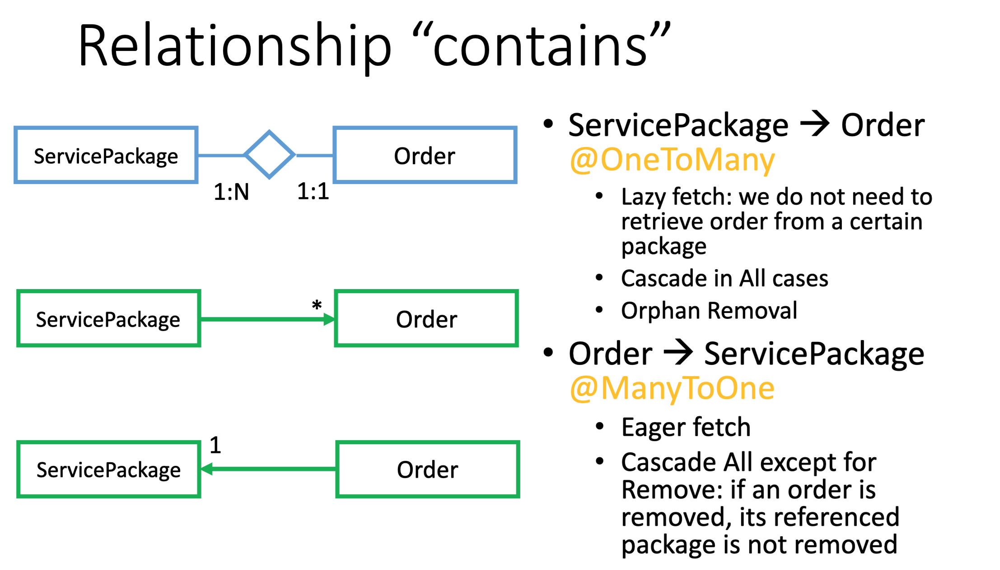 Relationship “contains”
ServicePackage
Order
1:N
1:1
ServicePackage
*
Order
ServicePackage
1
Order
• ServicePackage → Order
@OneToMany
• Lazy fetch: we do not need to
retrieve order from a certain
package
• Cascade in All cases
• Orphan Removal
• Order → ServicePackage
@ManyToOne
• Eager fetch
• Cascade All except for
Remove: if an order is
removed, its referenced
package is not removed